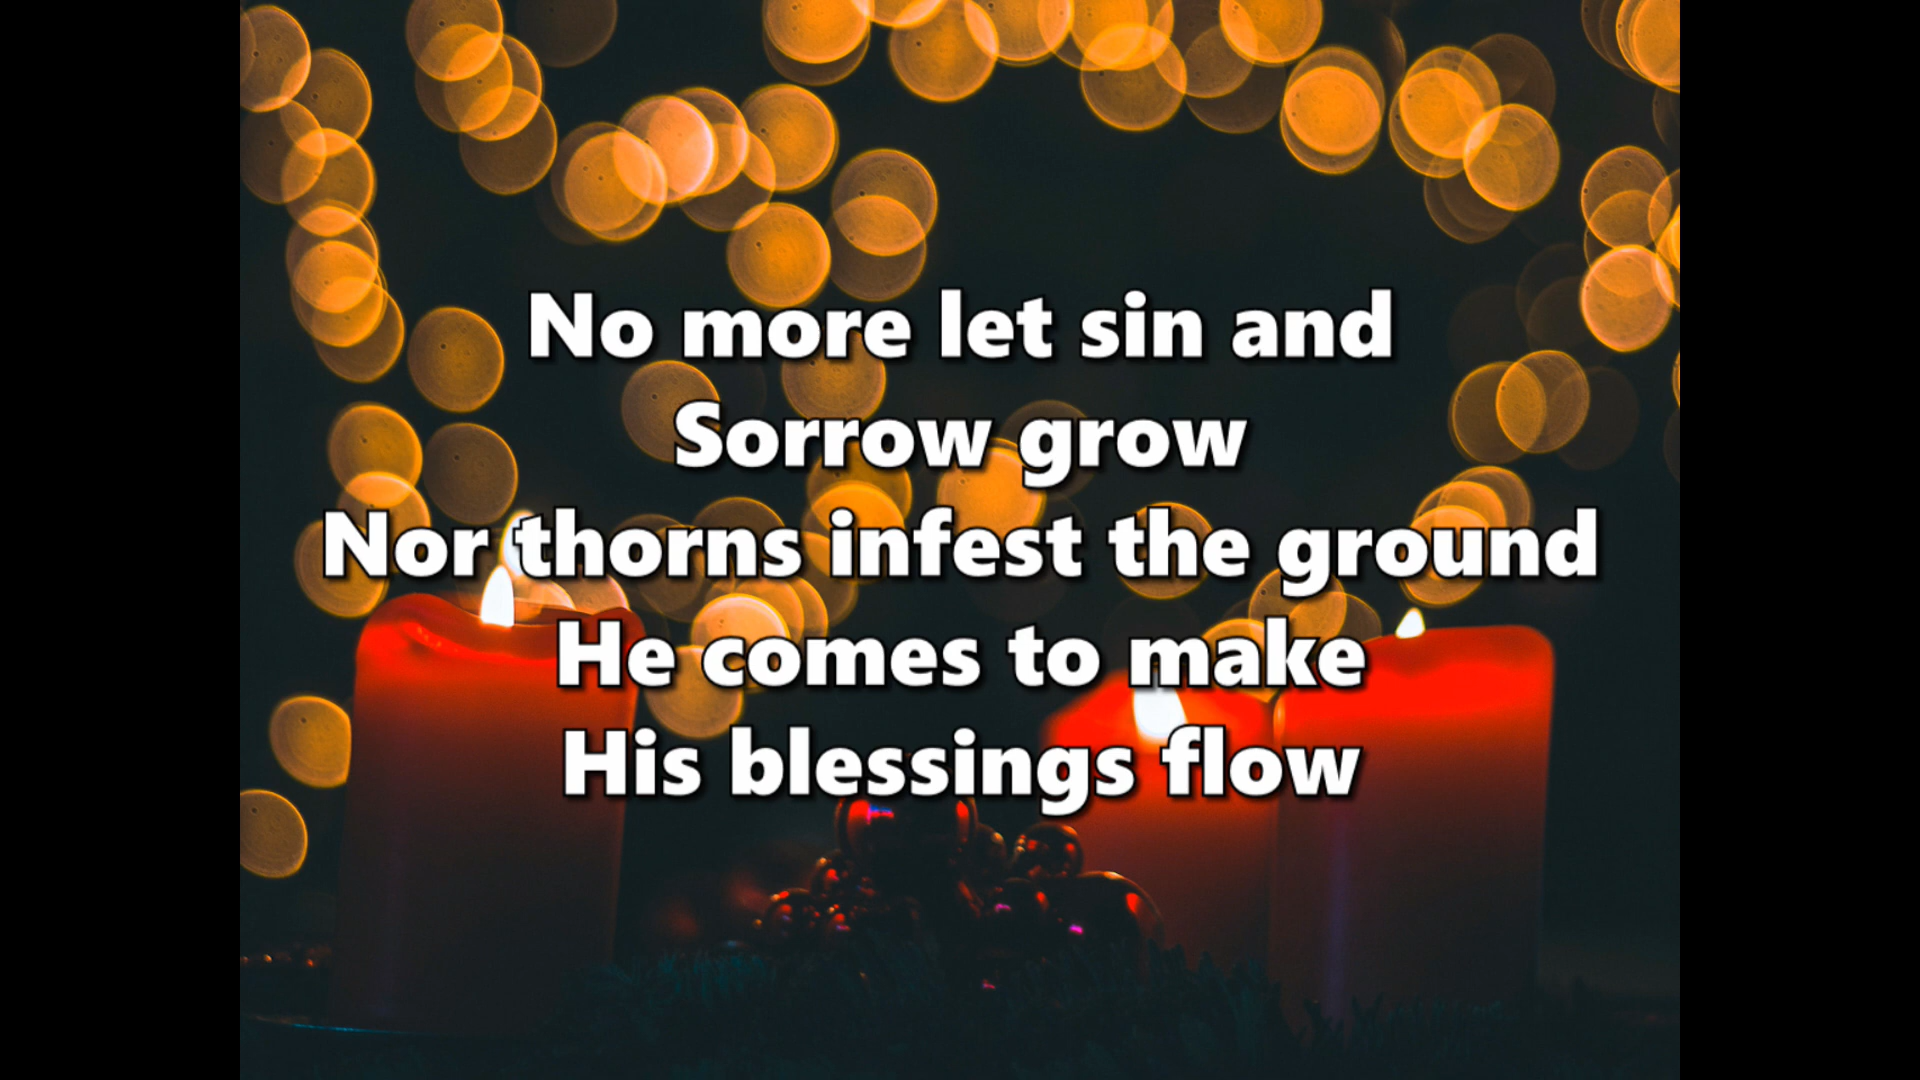 No more let sin and
Sorrow grow
Nor thorns infest the ground
He comes to make
His blessings flow